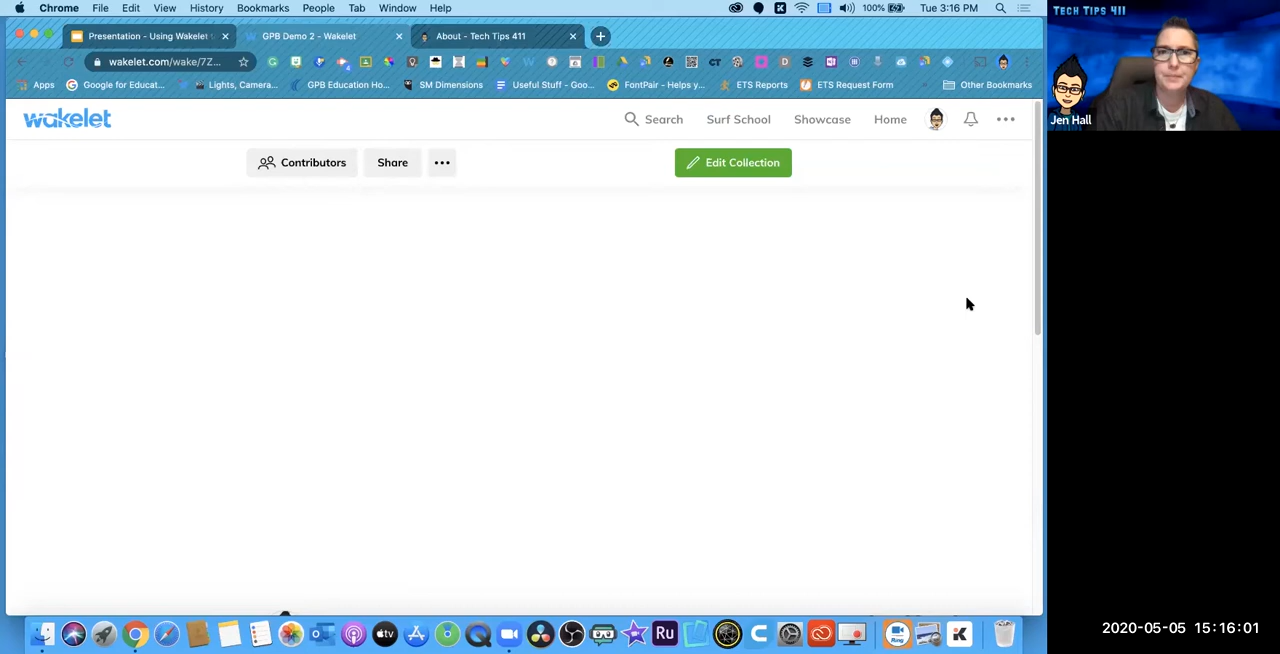 Chrome File Edit View History Bookmarks People Tab Window Help 100% Tue 3:16 PM
Presentation - Using Wakelet GPB Demo 2 - Wakelet About - Tech Tips 411
wakelet.com/wake/7Z...
Apps Google for Educat... Lights, Camera... GPB Education Ho... SM Dimensions Useful Stuff - Goo... FontPair - Helps y... ETS Reports ETS Request Form Other Bookmarks
wakelet Search Surf School Showcase Home
Contributors Share Edit Collection
TECH TIPS 411
Jen Hall
tv Ru Ring K
2020-05-05 15:16:01